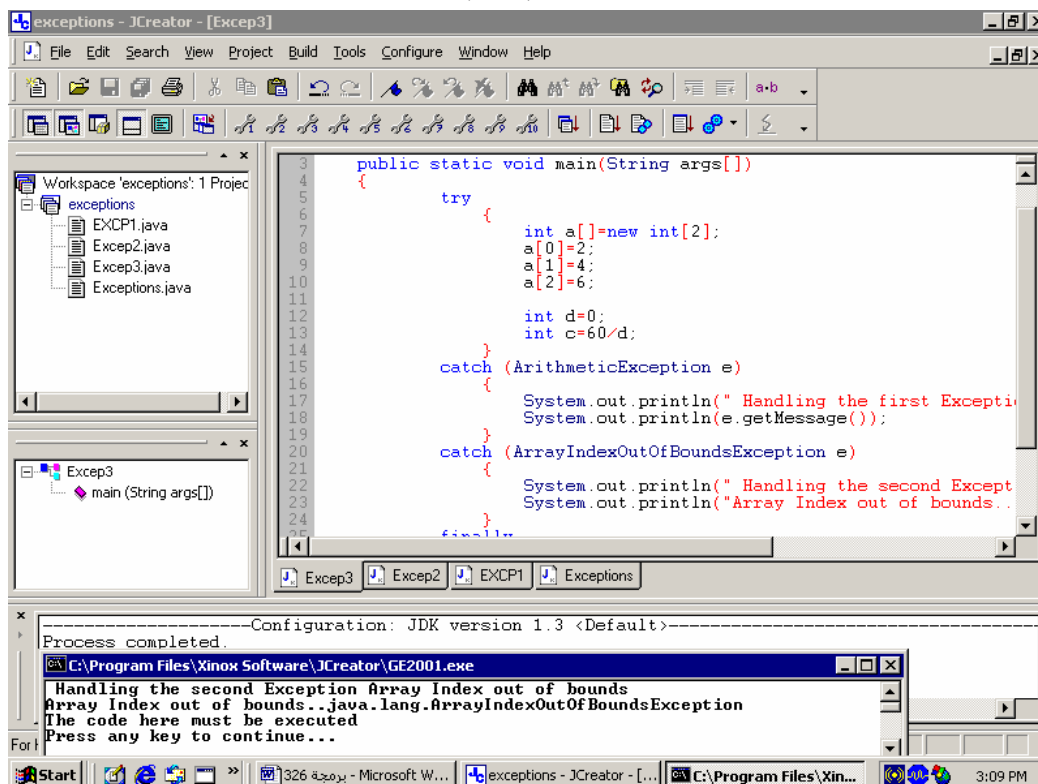 exceptions - JCreator - [Excep3]
File Edit Search View Project Build Tools Configure Window Help
a•b
Workspace 'exceptions': 1 Projec
exceptions
EXCP1.java
Excep2.java
Excep3.java
Exceptions.java
Excep3
main (String args[])
3 public static void main(String args[])
4 {
5 try
6 {
7 int a[]=new int[2];
8 a[0]=2;
9 a[1]=4;
10 a[2]=6;
11
12 int d=0;
13 int c=60/d;
14 }
15 catch (ArithmeticException e)
16 {
17 System.out.println(" Handling the first Excepti
18 System.out.println(e.getMessage());
19 }
20 catch (ArrayIndexOutOfBoundsException e)
21 {
22 System.out.println(" Handling the second Except
23 System.out.println("Array Index out of bounds..
24 }
25 finally
Excep3 Excep2 EXCP1 Exceptions
--------------------Configuration: JDK version 1.3 <Default>--------------------
Process completed.
C:\Program Files\Xinox Software\JCreator\GE2001.exe
Handling the second Exception Array Index out of bounds
Array Index out of bounds..java.lang.ArrayIndexOutOfBoundsException
The code here must be executed
Press any key to continue...
For
Start » برمجة 326 - Microsoft W... exceptions - JCreator - [... C:\Program Files\Xin... 3:09 PM